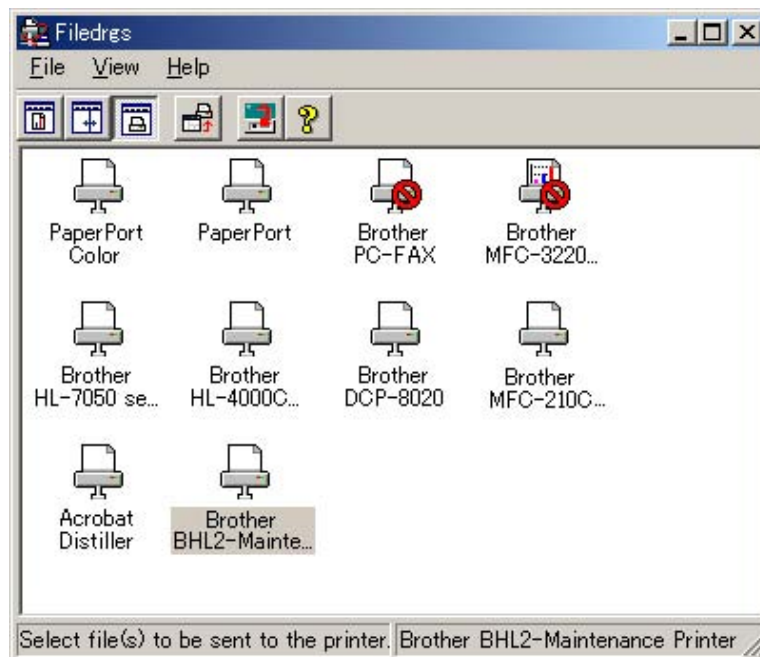 Filedrgs
File View Help
PaperPort Color
PaperPort
Brother PC-FAX
Brother MFC-3220...
Brother HL-7050 se...
Brother HL-4000C...
Brother DCP-8020
Brother MFC-210C...
Acrobat Distiller
Brother BHL2-Mainte...
Select file(s) to be sent to the printer.
Brother BHL2-Maintenance Printer